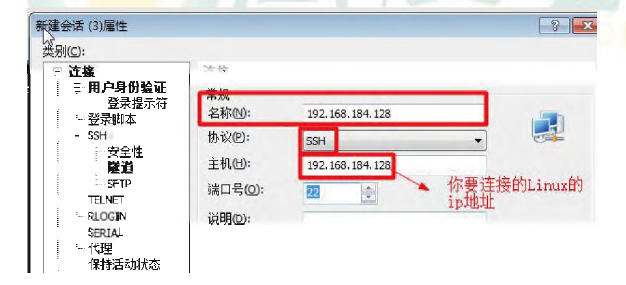 新建会话 (3)属性
类别(C):
连接
用户身份验证
登录提示符
登录脚本
SSH
安全性
隧道
SFTP
TELNET
RLOGIN
SERIAL
代理
保持活动状态
常规
名称(N):
192.168.184.128
协议(P):
SSH
主机(H):
192.168.184.128
端口号(O):
22
说明(D):
你要连接的Linux的
ip地址